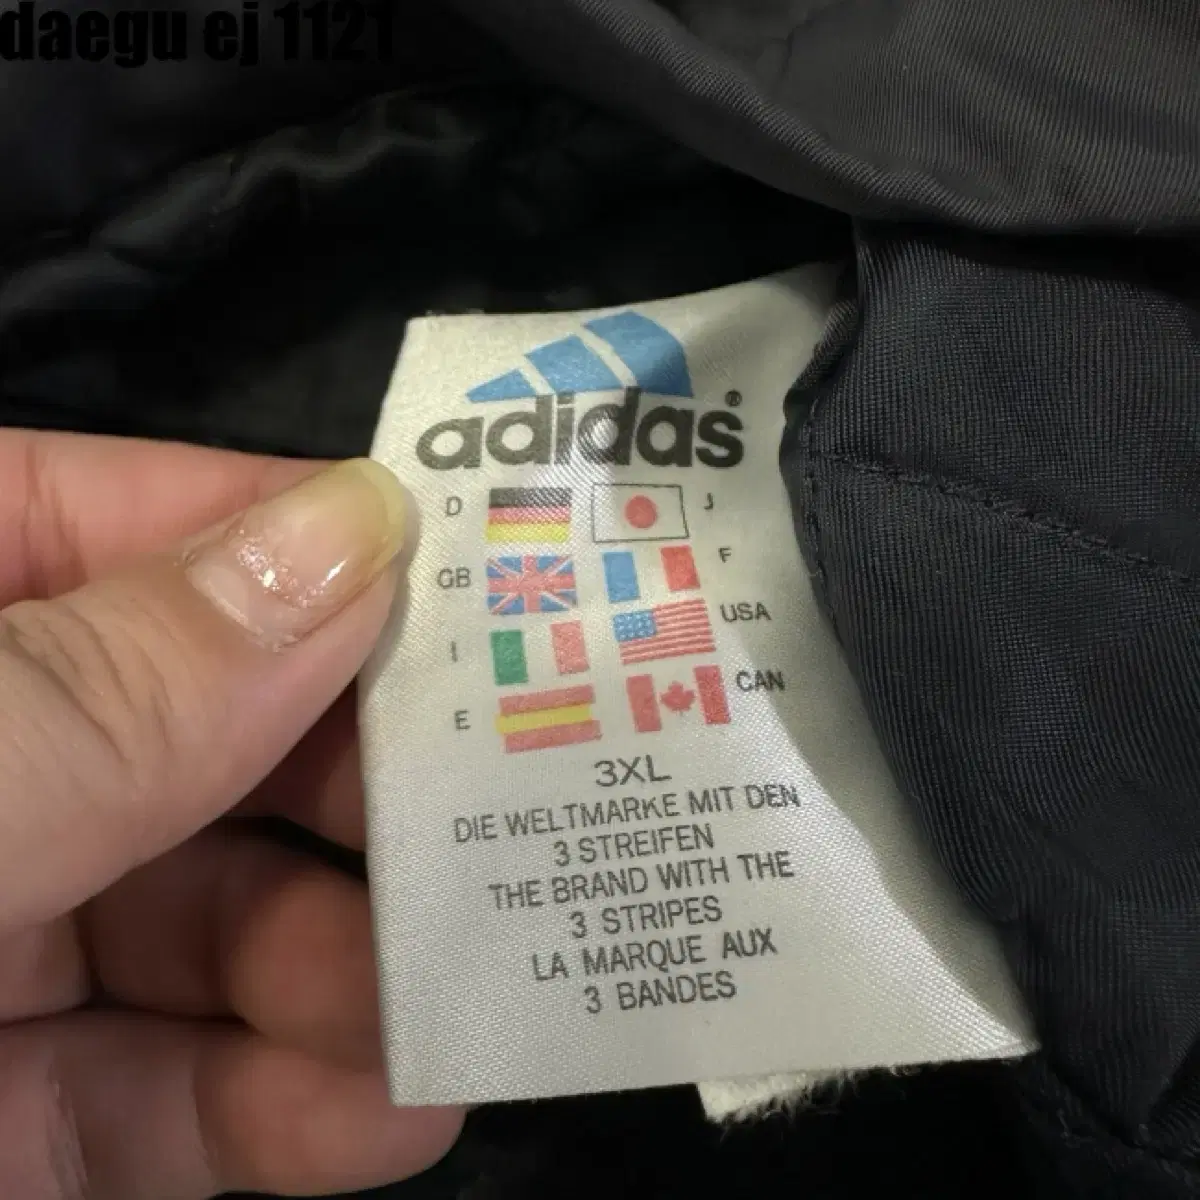 daegu ej 1121
adidas®
D J
GB F
I USA
E CAN
3XL
DIE WELTMARKE MIT DEN
3 STREIFEN
THE BRAND WITH THE
3 STRIPES
LA MARQUE AUX
3 BANDES